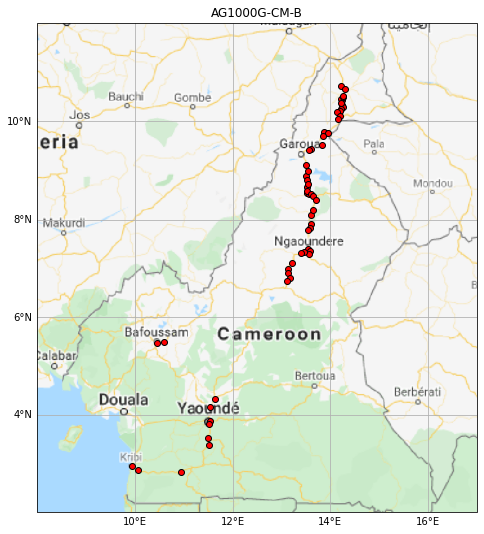 AG1000G-CM-B
Bauchi
Gombe
Jos
10°N
eria
Garoua
Pala
Mondou
8°N
Makurdi
Ngaoundere
6°N
Bafoussam
Cameroon
Calabar
Bertoua
Douala
Yaoundé
Berbérati
4°N
Kribi
10°E
12°E
14°E
16°E